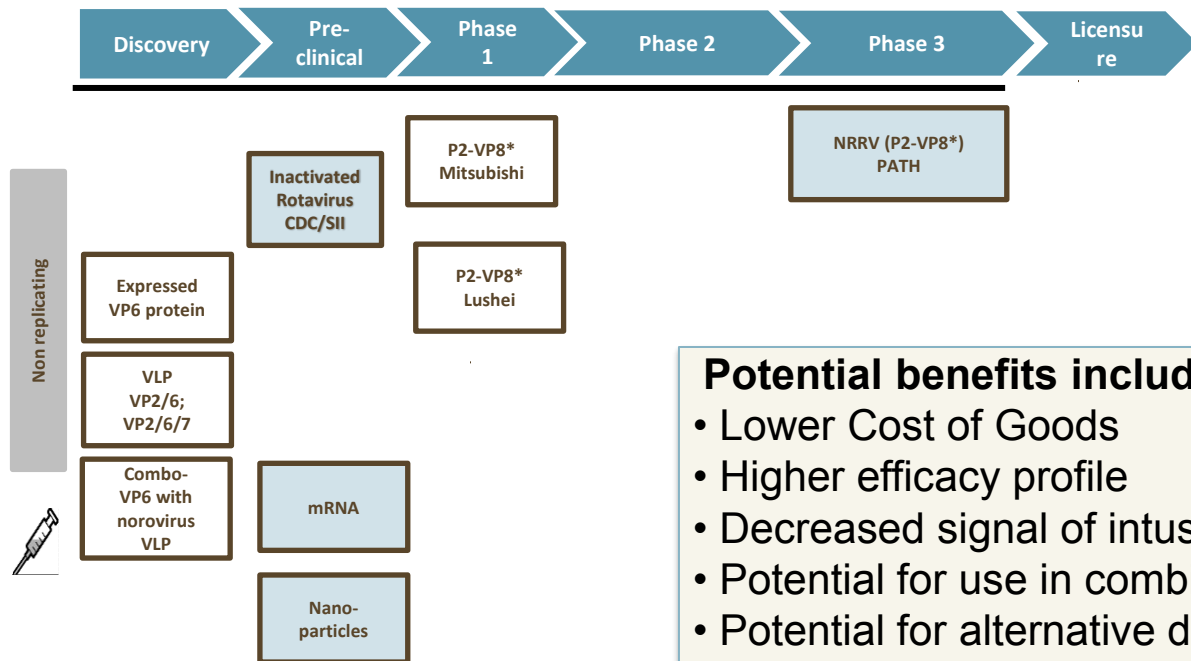 Discovery
Pre-
clinical
Phase
1
Phase 2
Phase 3
Licensu
re
Non replicating
Inactivated
Rotavirus
CDC/SII
P2-VP8*
Mitsubishi
NRRV (P2-VP8*)
PATH
Expressed
VP6 protein
P2-VP8*
Lushei
VLP
VP2/6;
VP2/6/7
Combo-
VP6 with
norovirus
VLP
mRNA
Nano-
particles
Potential benefits includ
• Lower Cost of Goods
• Higher efficacy profile
• Decreased signal of intus
• Potential for use in comb
• Potential for alternative d